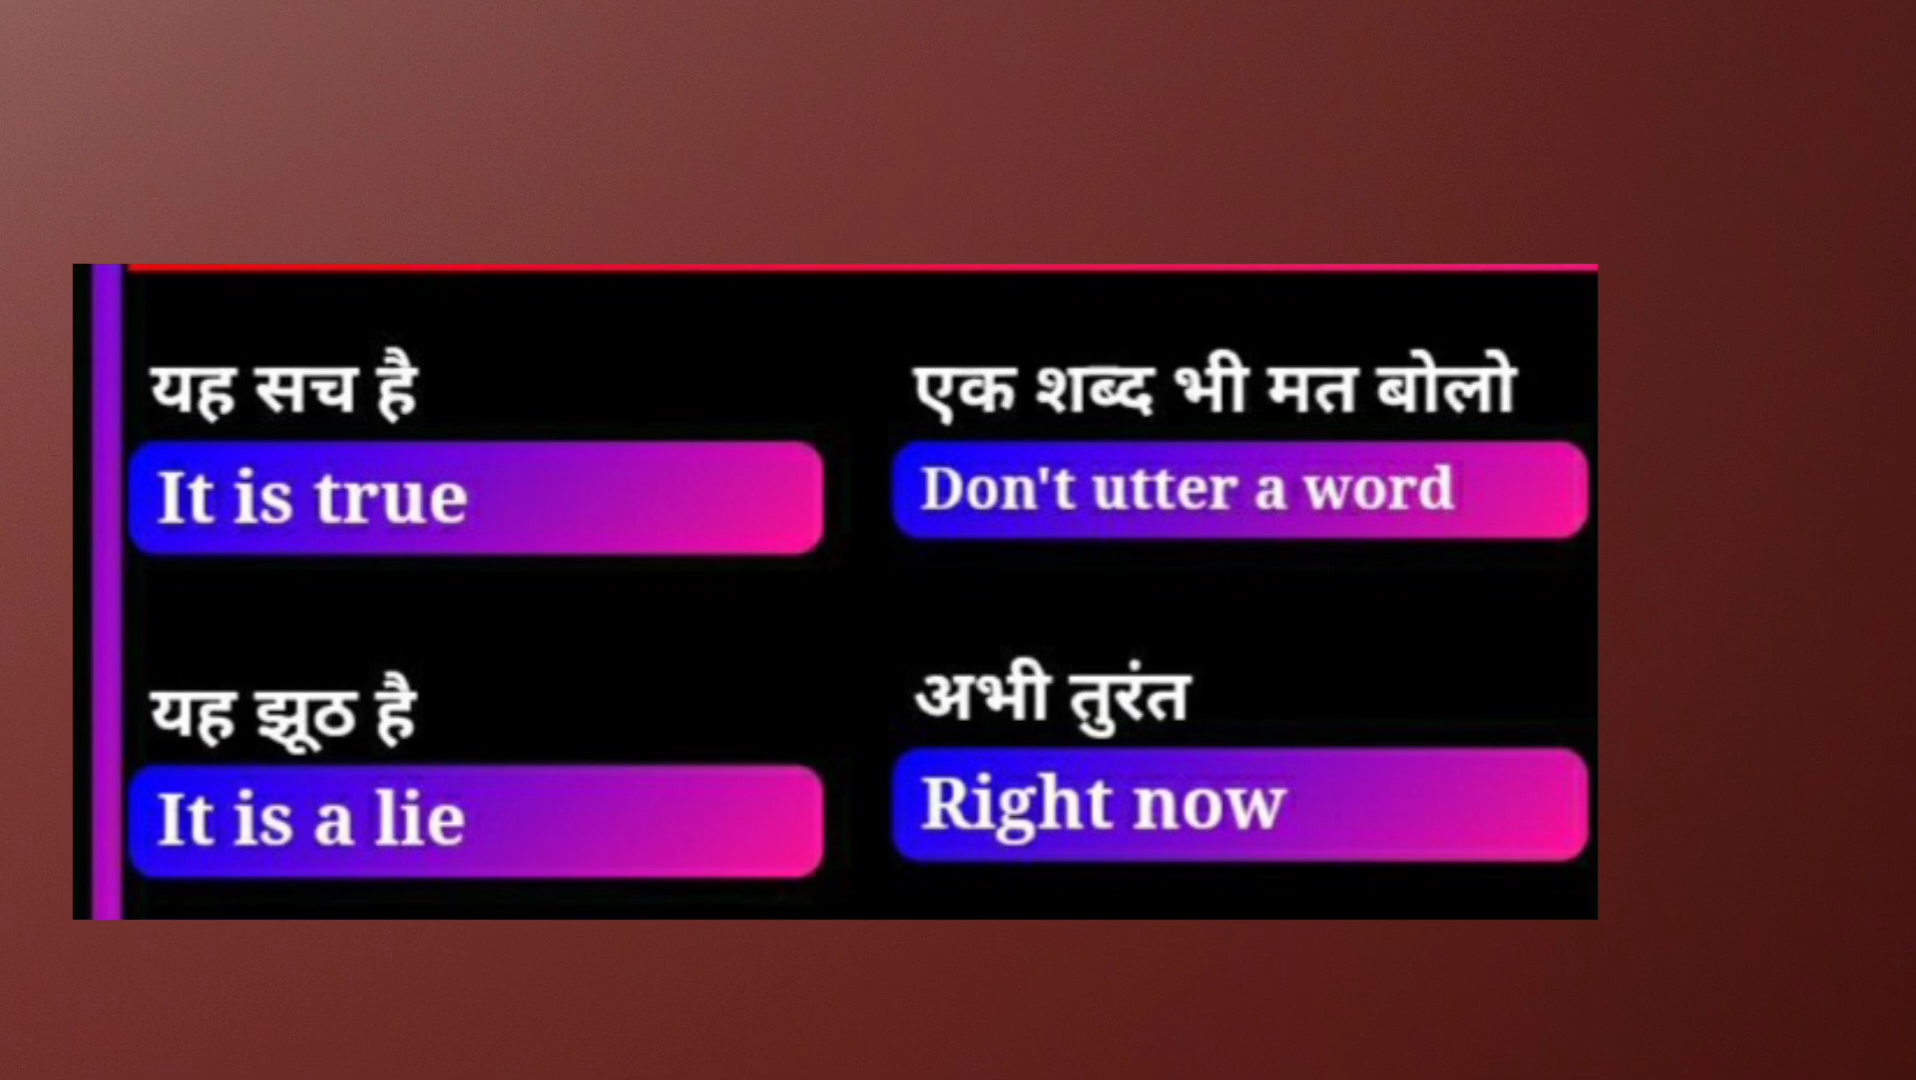 यह सच है
It is true
एक शब्द भी मत बोलो
Don't utter a word
यह झूठ है
It is a lie
अभी तुरंत
Right now